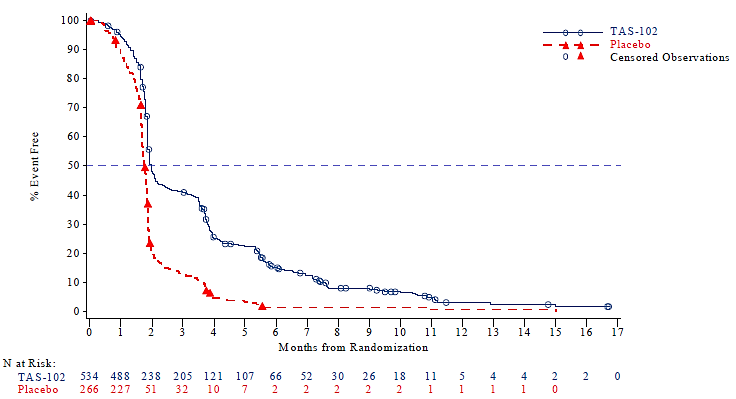 TAS-102
Placebo
Censored Observations
% Event Free
100
90
80
70
60
50
40
30
20
10
0
0 1 2 3 4 5 6 7 8 9 10 11 12 13 14 15 16 17
Months from Randomization
N at Risk:
TAS-102 534 488 238 205 121 107 66 52 30 26 18 11 5 4 4 2 2 0
Placebo 266 227 51 32 10 7 2 2 2 2 2 1 1 1 1 0